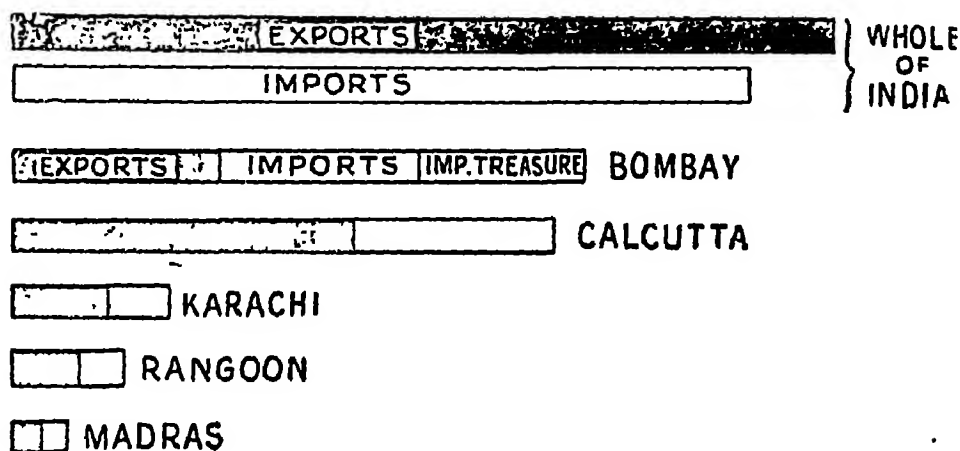 EXPORTS
IMPORTS
WHOLE
OF
INDIA
EXPORTS IMPORTS IMP. TREASURE BOMBAY
CALCUTTA
KARACHI
RANGOON
MADRAS